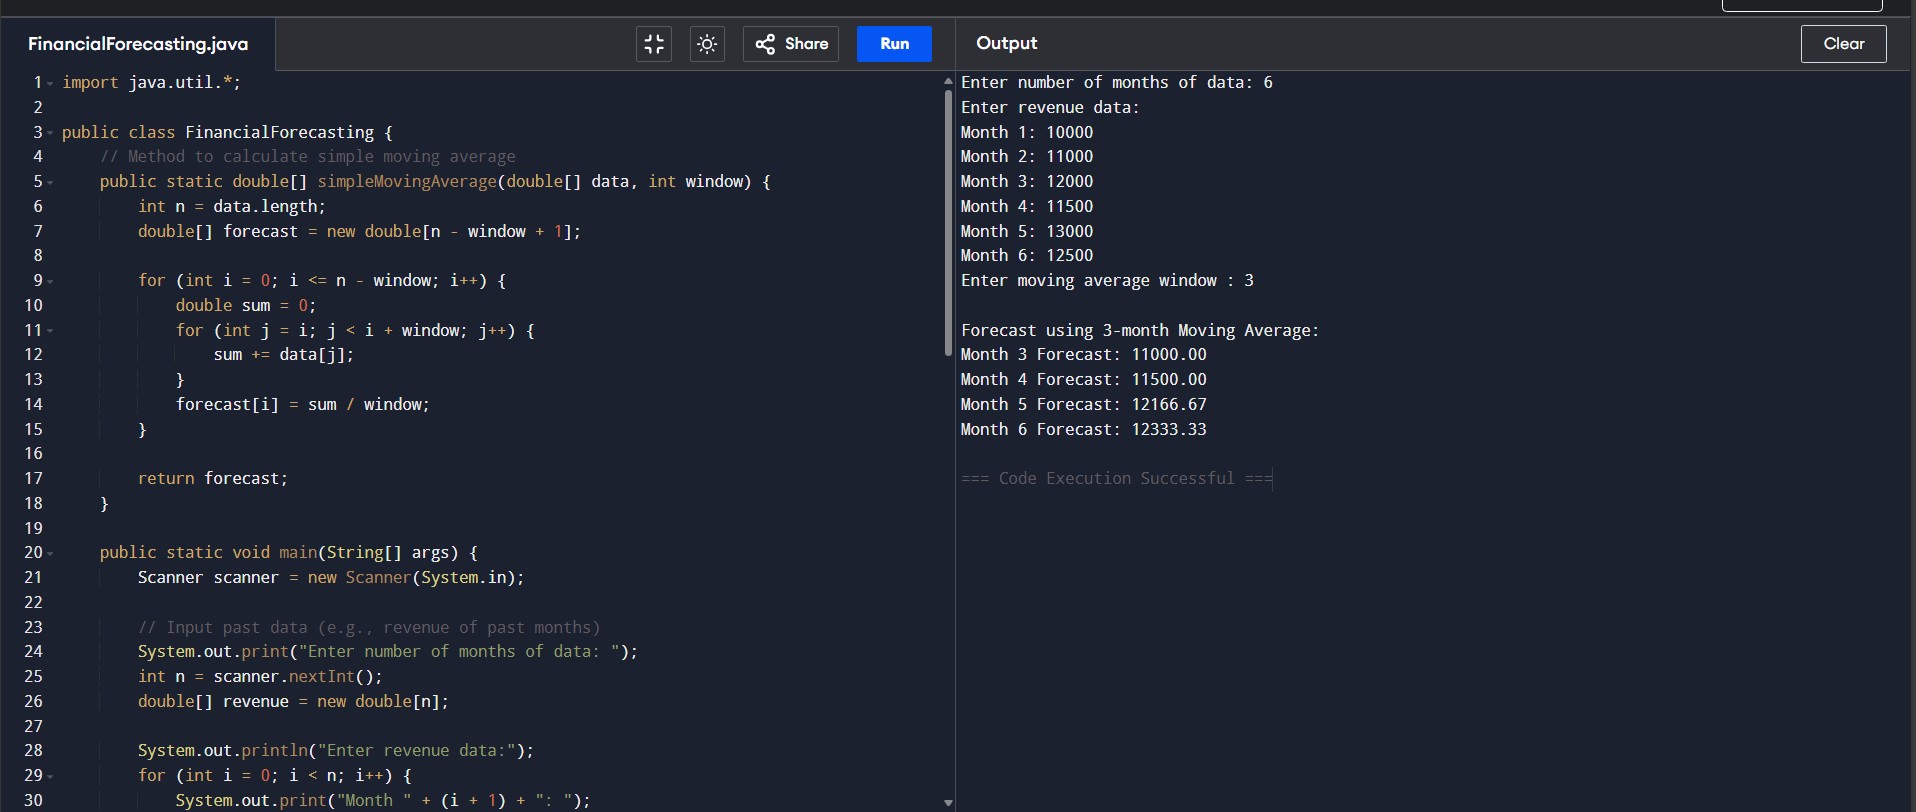 FinancialForecasting.java
Share
Run
Output
Clear
1 import java.util.*;
2
3 public class FinancialForecasting {
4     // Method to calculate simple moving average
5     public static double[] simpleMovingAverage(double[] data, int window) {
6         int n = data.length;
7         double[] forecast = new double[n - window + 1];
8
9         for (int i = 0; i <= n - window; i++) {
10             double sum = 0;
11             for (int j = i; j < i + window; j++) {
12                 sum += data[j];
13             }
14             forecast[i] = sum / window;
15         }
16
17         return forecast;
18     }
19
20     public static void main(String[] args) {
21         Scanner scanner = new Scanner(System.in);
22
23         // Input past data (e.g., revenue of past months)
24         System.out.print("Enter number of months of data: ");
25         int n = scanner.nextInt();
26         double[] revenue = new double[n];
27
28         System.out.println("Enter revenue data:");
29         for (int i = 0; i < n; i++) {
30             System.out.print("Month " + (i + 1) + ": ");
Enter number of months of data: 6
Enter revenue data:
Month 1: 10000
Month 2: 11000
Month 3: 12000
Month 4: 11500
Month 5: 13000
Month 6: 12500
Enter moving average window : 3

Forecast using 3-month Moving Average:
Month 3 Forecast: 11000.00
Month 4 Forecast: 11500.00
Month 5 Forecast: 12166.67
Month 6 Forecast: 12333.33

=== Code Execution Successful ===